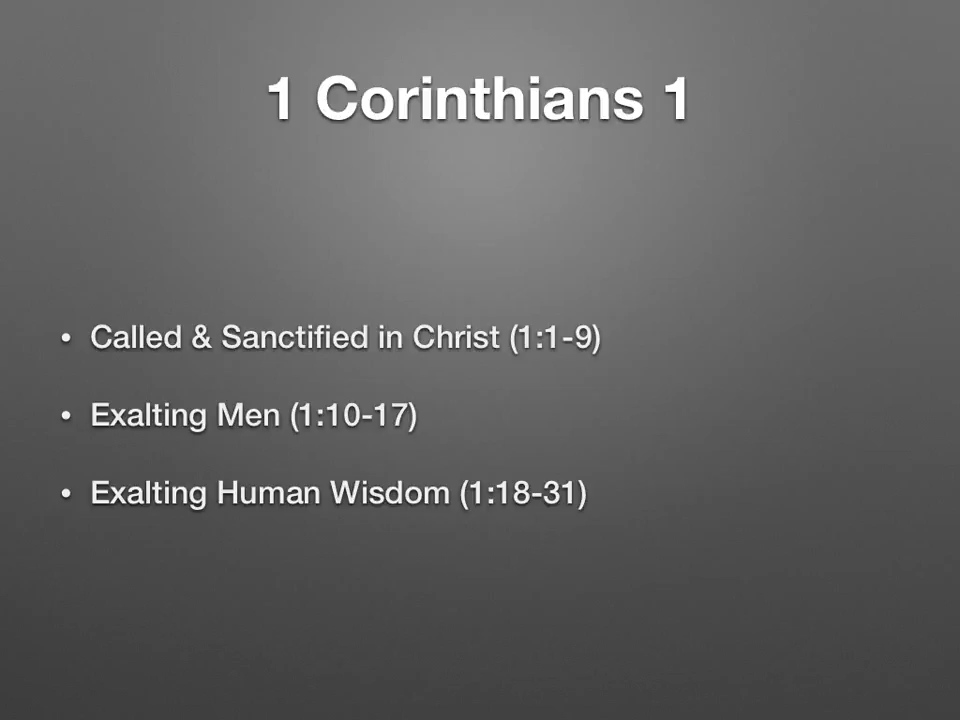 1 Corinthians 1
• Called & Sanctified in Christ (1:1-9)
• Exalting Men (1:10-17)
• Exalting Human Wisdom (1:18-31)